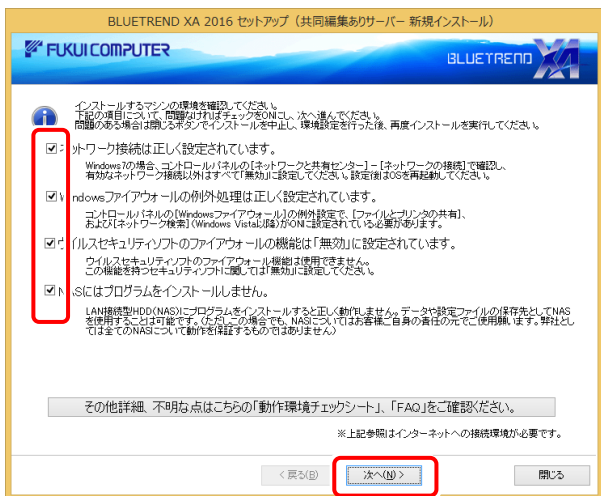 BLUETREND XA 2016 セットアップ（共同編集ありサーバー 新規インストール）
FUKUI COMPUTER
BLUETREND XA
インストールするマシンの環境を確認してください。
下記の項目について、問題なければチェックをONにし、次へ進んでください。
問題のある場合は閉じるボタンでインストールを中止し、環境設定を行った後、再度インストールを実行してください。
ネットワーク接続は正しく設定されています。
Windows7の場合、コントロールパネルの[ネットワークと共有センター]－[ネットワークの接続]で確認し、
有効なネットワーク接続以外はすべて「無効」に設定してください。設定後はOSを再起動してください。
Windowsファイアウォールの例外処理は正しく設定されています。
コントロールパネルの[Windowsファイアウォール]の例外設定で、[ファイルとプリンタの共有]、
および[ネットワーク検索](Windows Vista以降)がONに設定されている必要があります。
ウイルスセキュリティソフトのファイアウォールの機能は「無効」に設定されています。
ウイルスセキュリティソフトのファイアウォール機能は使用できません。
この機能を持つセキュリティソフトに関しては「無効」に設定してください。
NASにはプログラムをインストールしません。
LAN接続型HDD(NAS)にプログラムをインストールすると正しく動作しません。データや設定ファイルの保存先としてNAS
を使用することは可能です。(ただしこの場合でも、NASについてはお客様ご自身の責任の元でご使用願います。弊社とし
ては全てのNASについて動作を保証するものではありません)
その他詳細、不明な点はこちらの「動作環境チェックシート」、「FAQ」をご確認ください。
※上記参照はインターネットへの接続環境が必要です。
< 戻る(B) 次へ(N) > 閉じる